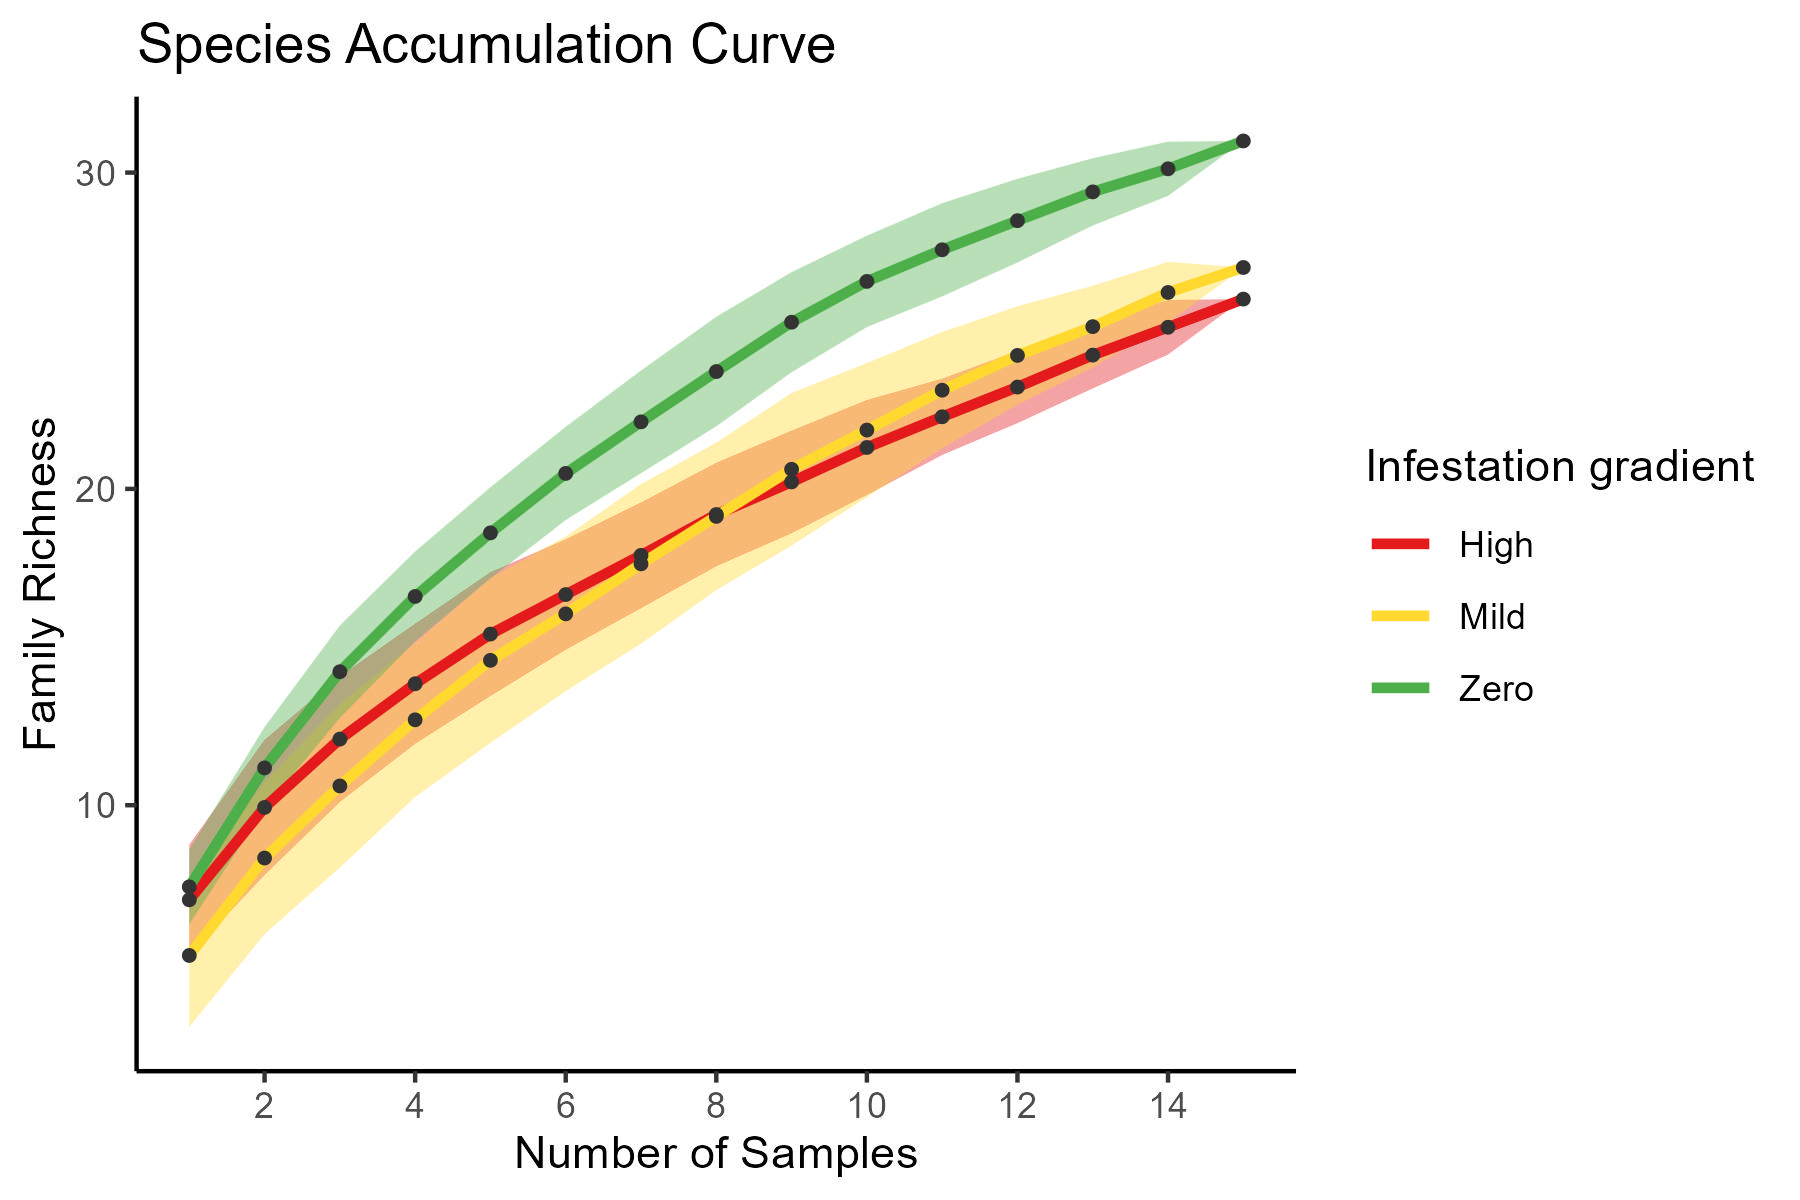 Species Accumulation Curve
30
20
10
Family Richness
2 4 6 8 10 12 14
Number of Samples
Infestation gradient
High
Mild
Zero